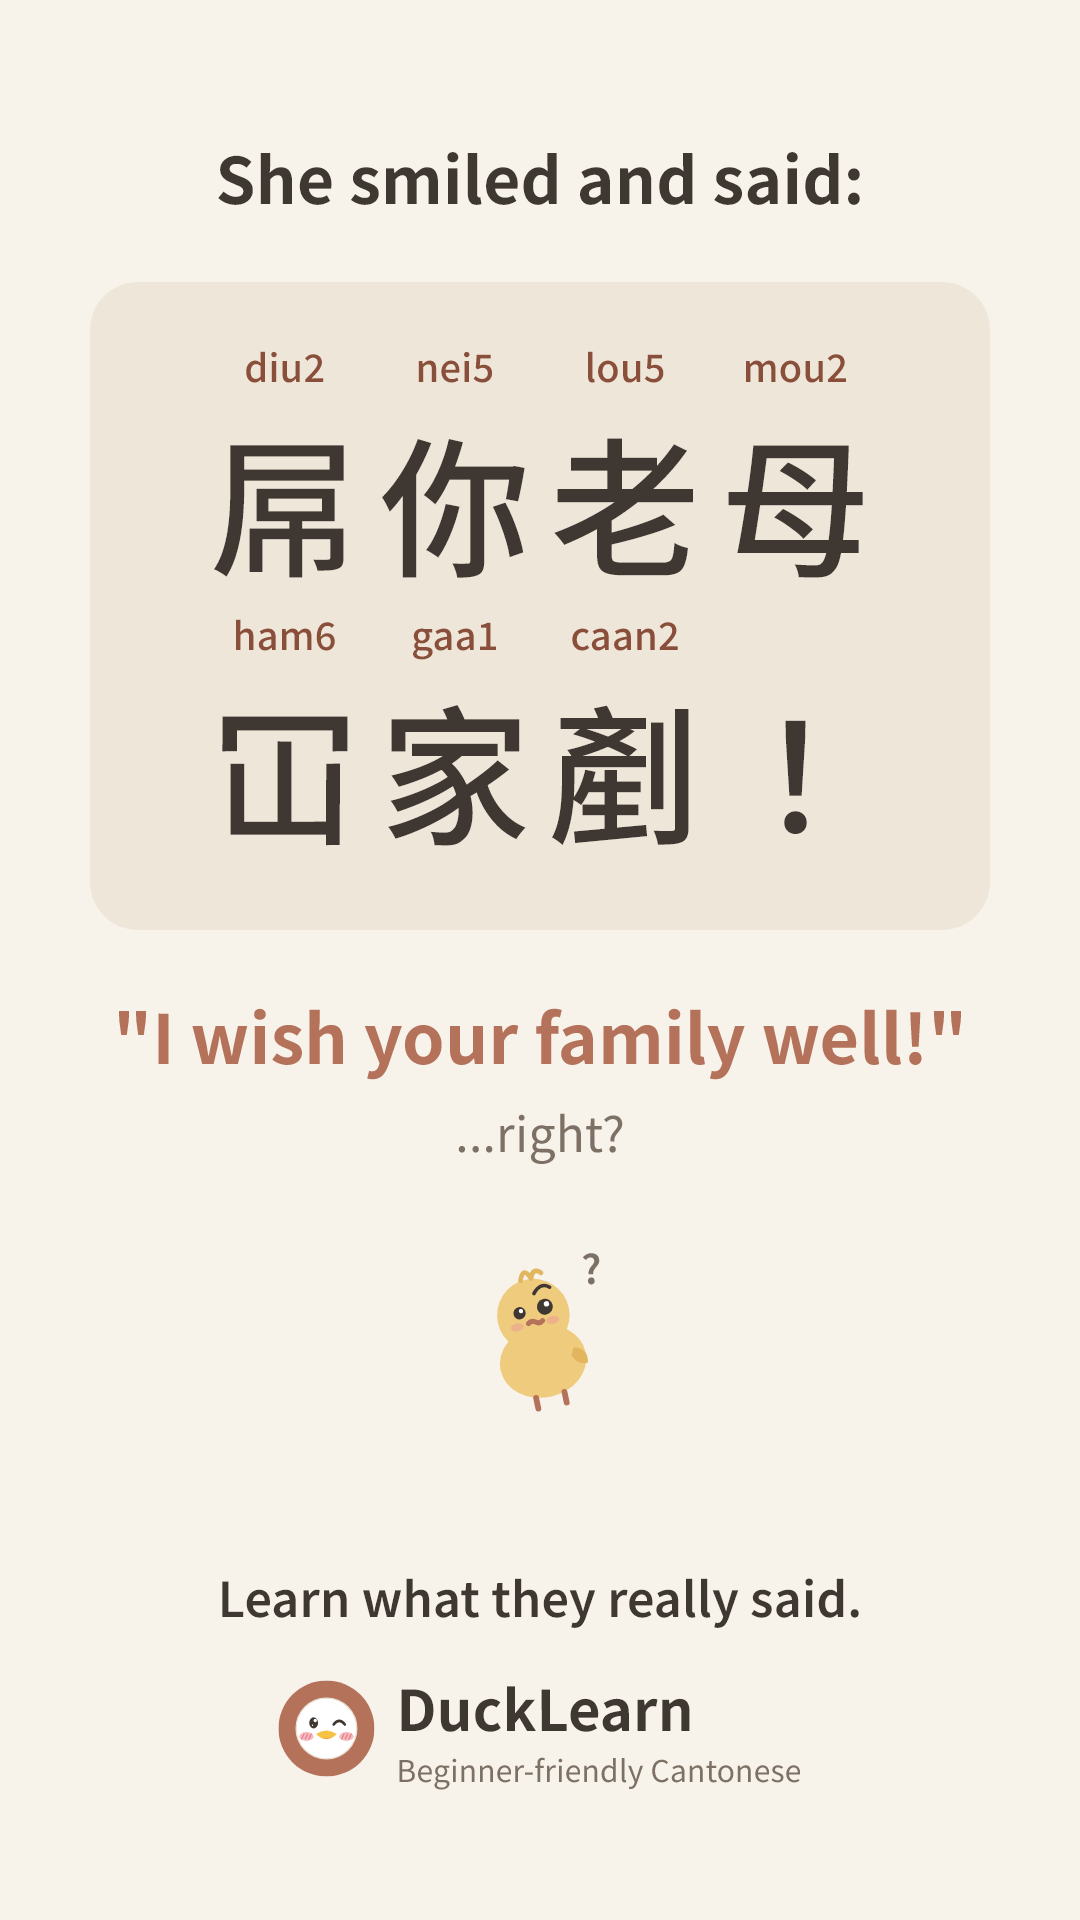 She smiled and said:
diu2 nei5 lou5 mou2
屌你老母
ham6 gaa1 caan2
冚家剷！
"I wish your family well!"
...right?
?
Learn what they really said.
DuckLearn
Beginner-friendly Cantonese